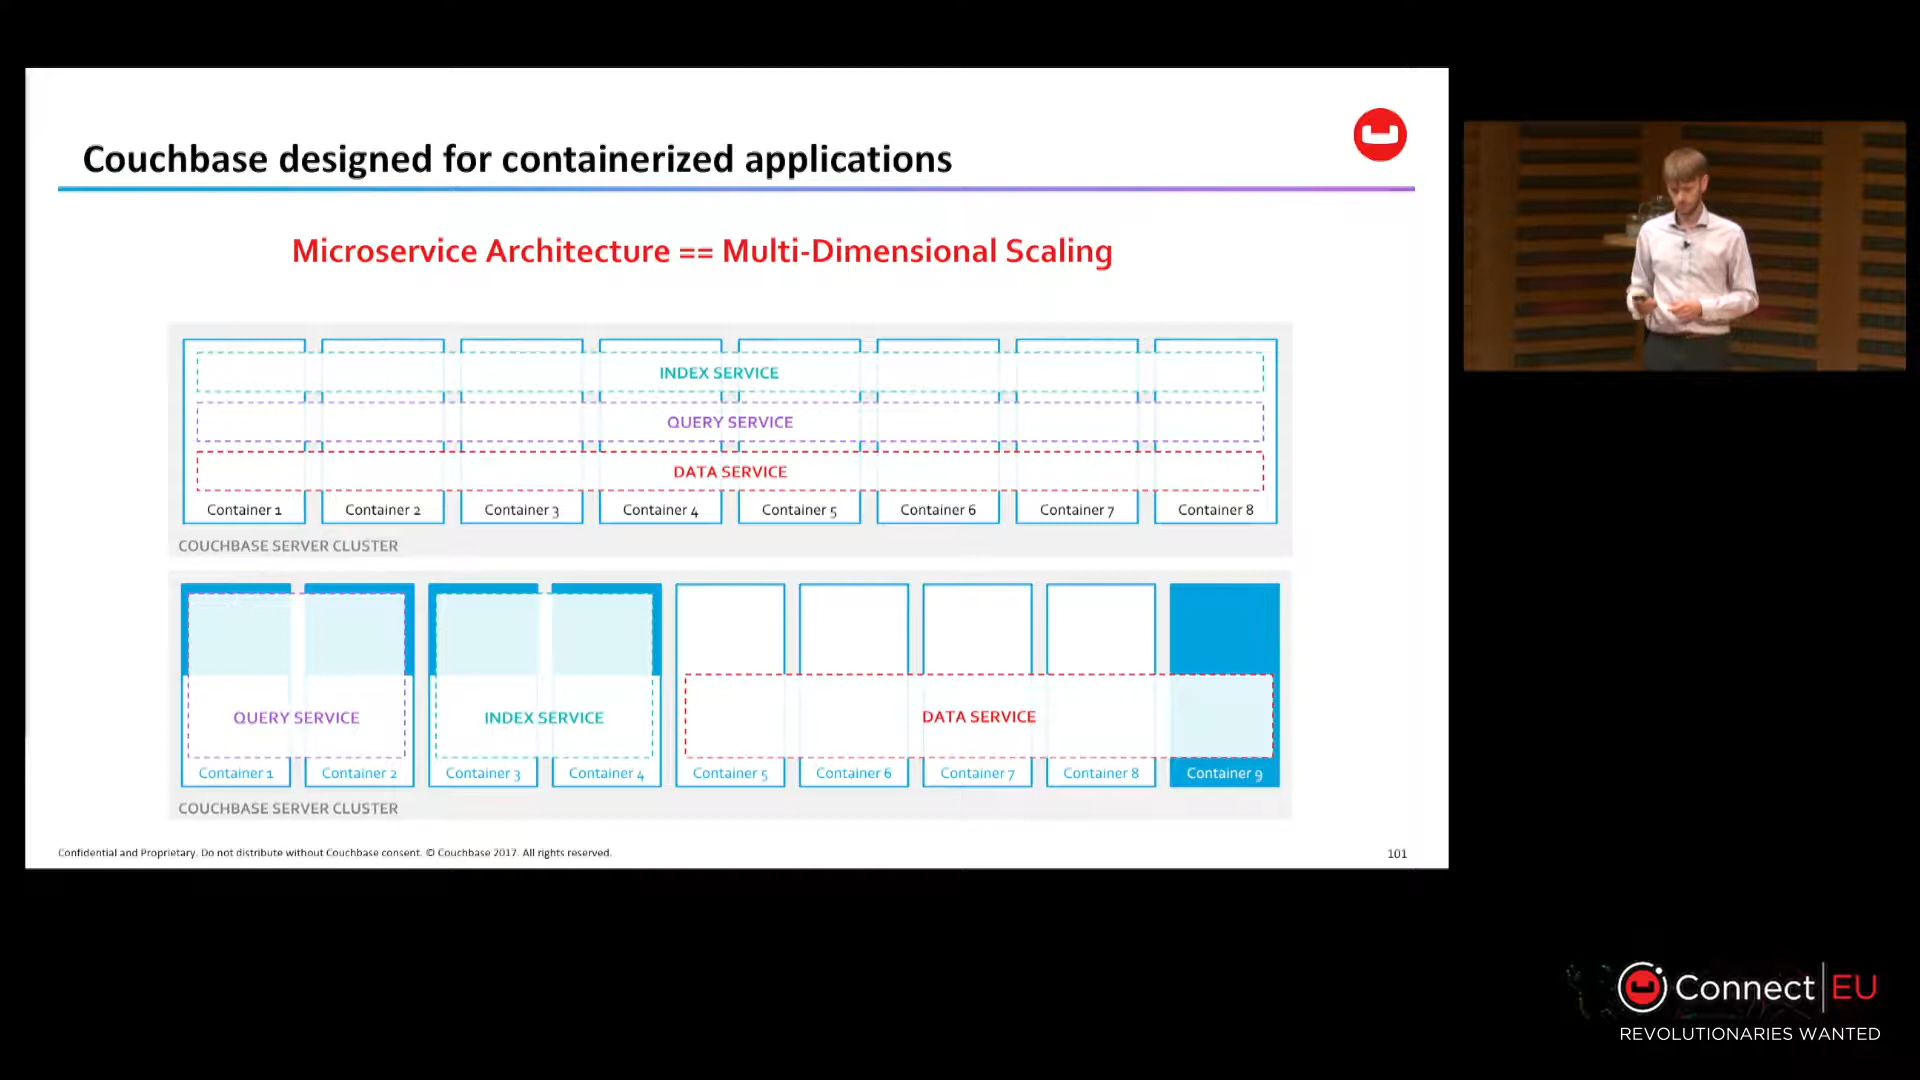 Couchbase designed for containerized applications
Microservice Architecture == Multi-Dimensional Scaling
INDEX SERVICE
QUERY SERVICE
DATA SERVICE
Container 1 Container 2 Container 3 Container 4 Container 5 Container 6 Container 7 Container 8
COUCHBASE SERVER CLUSTER
QUERY SERVICE INDEX SERVICE DATA SERVICE
Container 1 Container 2 Container 3 Container 4 Container 5 Container 6 Container 7 Container 8 Container 9
COUCHBASE SERVER CLUSTER
Confidential and Proprietary. Do not distribute without Couchbase consent. © Couchbase 2017. All rights reserved. 101
Connect EU
REVOLUTIONARIES WANTED